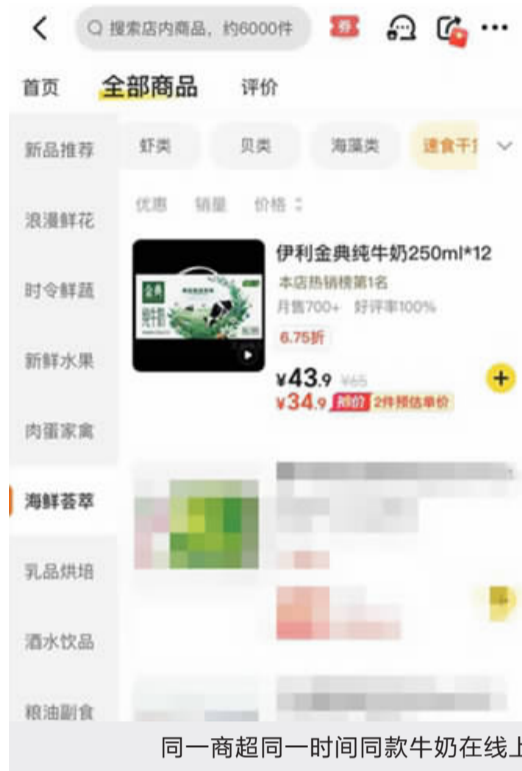 搜索店内商品，约6000件
券
首页
全部商品
评价
新品推荐
浪漫鲜花
时令鲜蔬
新鲜水果
肉蛋家禽
海鲜荟萃
乳品烘培
酒水饮品
粮油副食
虾类
贝类
海藻类
速食干货
优惠
销量
价格
金典
纯牛奶
伊利金典纯牛奶250ml*12
本店热销榜第1名
月售700+ 好评率100%
6.75折
¥43.9 ¥65
¥34.9 2件预估单价
同一商超同一时间同款牛奶在线上